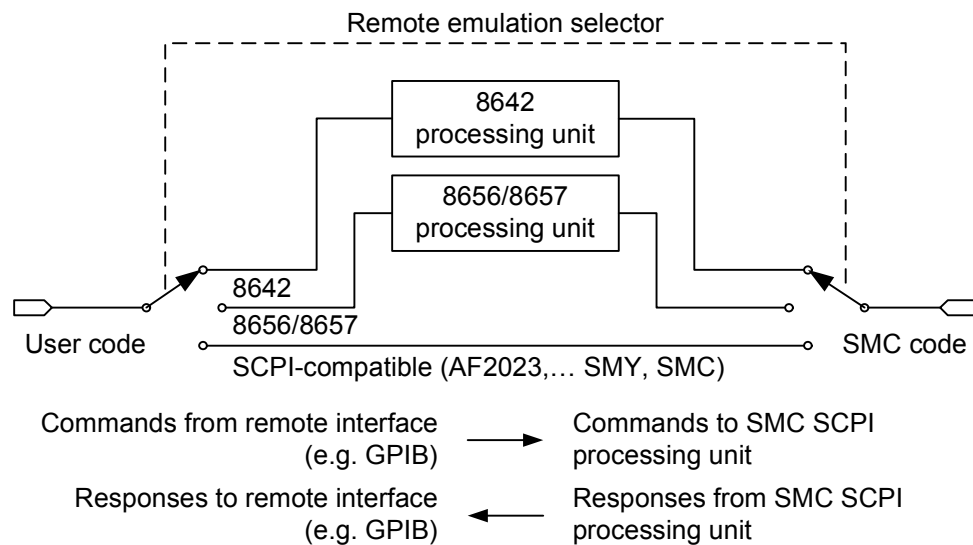 Remote emulation selector
8642
processing unit
8656/8657
processing unit
8642
8656/8657
User code
SMC code
SCPI-compatible (AF2023,… SMY, SMC)
Commands from remote interface
(e.g. GPIB)
Commands to SMC SCPI
processing unit
Responses to remote interface
(e.g. GPIB)
Responses from SMC SCPI
processing unit